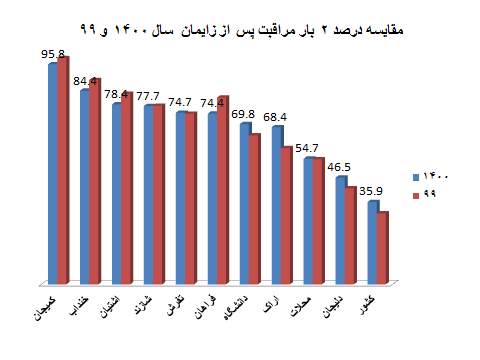 مقایسه درصد ۲ بار مراقبت پس از زایمان سال ۱۴۰۰ و ۹۹
95.8
84.4
78.4
77.7
74.7
74.4
69.8
68.4
54.7
46.5
35.9
۱۴۰۰
۹۹
کمیجان
خنداب
اشتیان
شازند
تفرش
فراهان
دانشگاه
اراک
محلات
دلیجان
کشور